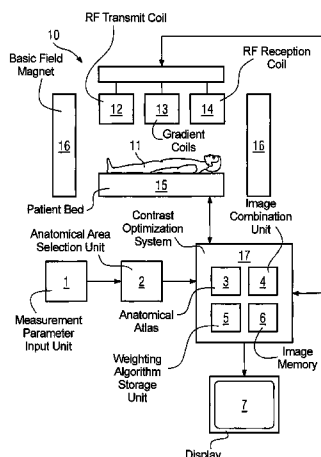 RF Transmit Coil
10
RF Reception
Coil
Basic Field
Magnet
12
13
14
Gradient
Coils
16
16
11
15
Patient Bed
Image
Combination
Unit
Contrast
Optimization
System
Anatomical Area
Selection Unit
17
1
2
3
4
5
6
Measurement
Parameter
Input Unit
Anatomical
Atlas
Weighting
Algorithm
Storage
Unit
Image
Memory
7
Display